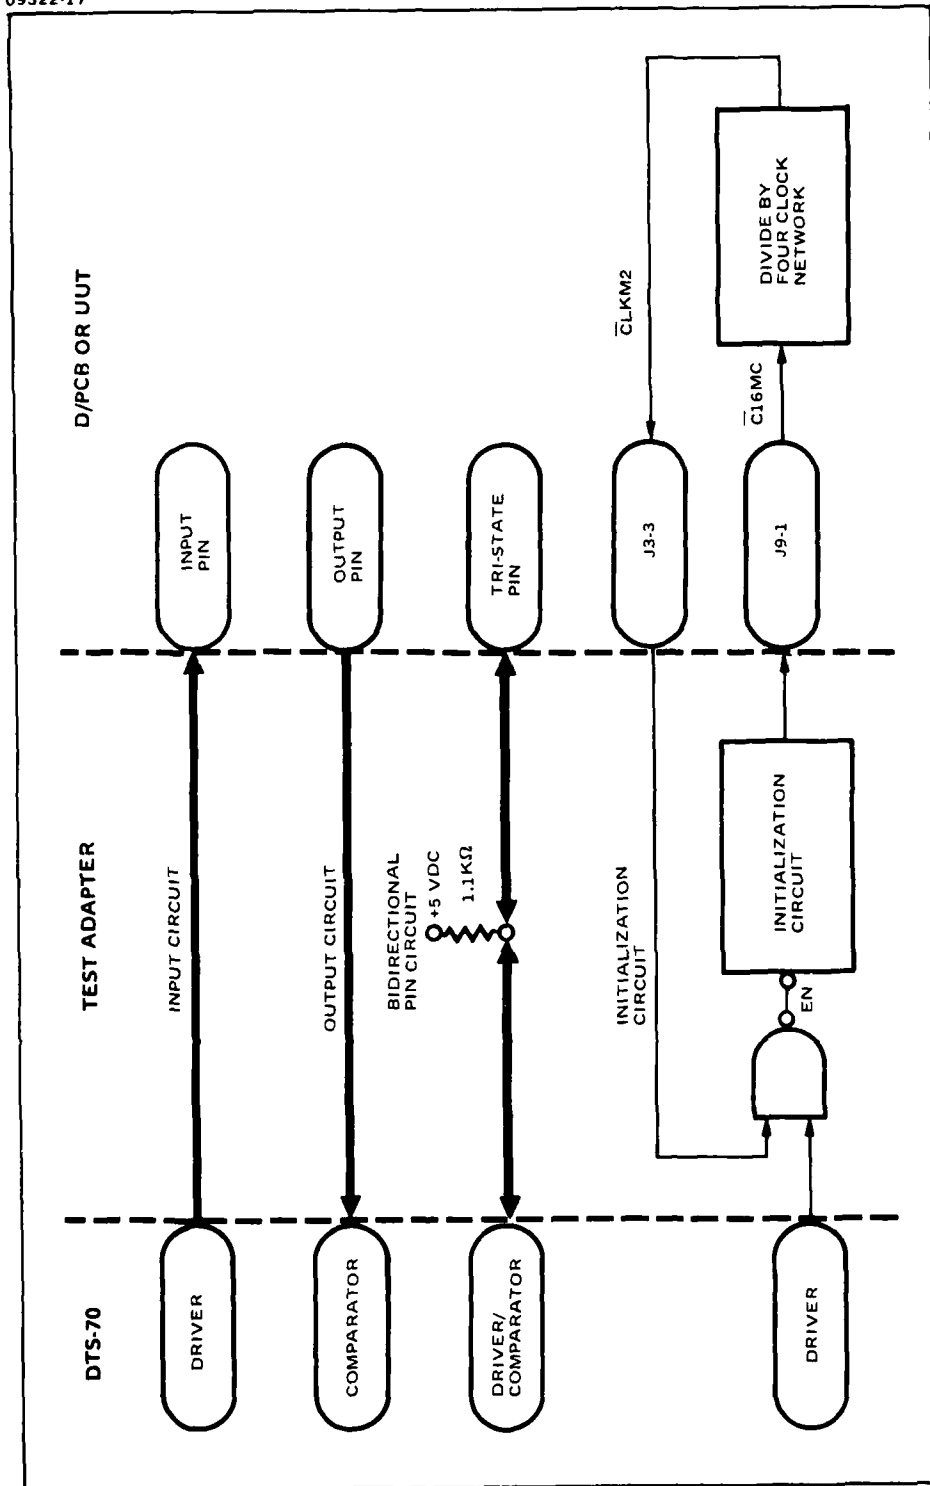 09322-17
DTS-70
TEST ADAPTER
D/PCB OR UUT
DRIVER
INPUT CIRCUIT
INPUT
PIN
COMPARATOR
OUTPUT CIRCUIT
OUTPUT
PIN
DRIVER/
COMPARATOR
BIDIRECTIONAL
PIN CIRCUIT
+5 VDC
1.1KΩ
TRI-STATE
PIN
INITIALIZATION
CIRCUIT
J3-3
C̅LKM2
DRIVER
EN
INITIALIZATION
CIRCUIT
J9-1
C̅16MC
DIVIDE BY
FOUR CLOCK
NETWORK